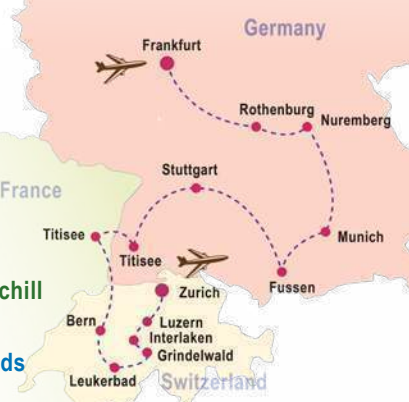 Germany
Frankfurt
Rothenburg
Nuremberg
Stuttgart
France
Titisee
Munich
Titisee
Fussen
chill
Zurich
Bern
Luzern
Interlaken
Grindelwald
ds
Leukerbad
Switzerland